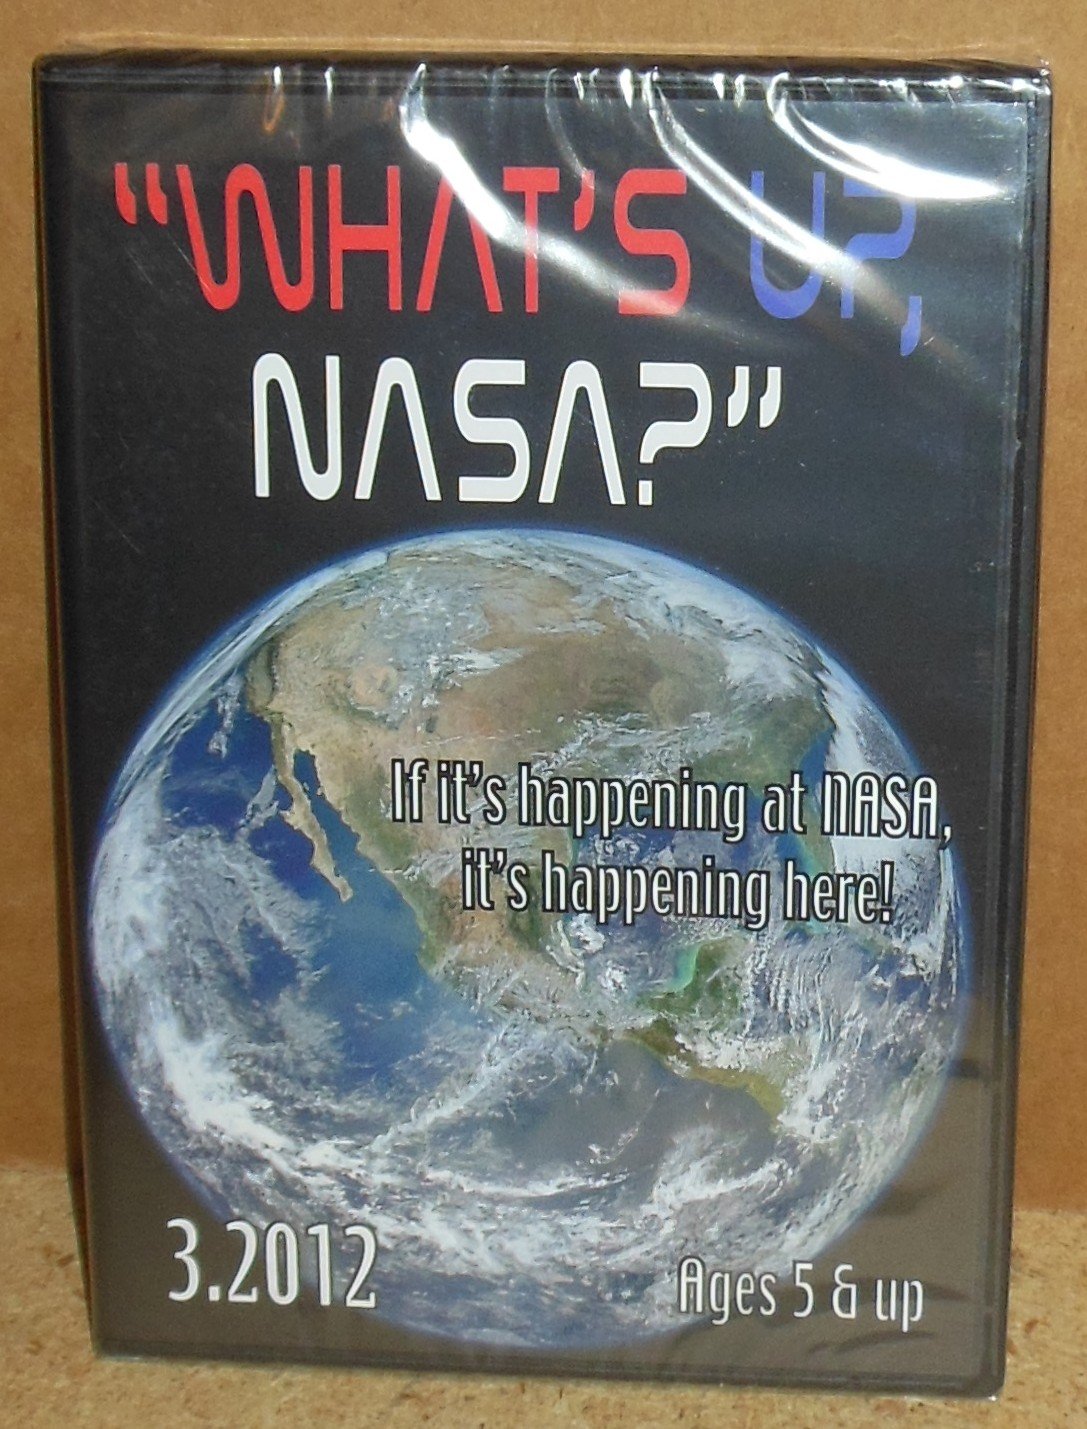 “WHAT’S UP,
NASA?”
If it’s happening at NASA,
it’s happening here!
3.2012
Ages 5 & up